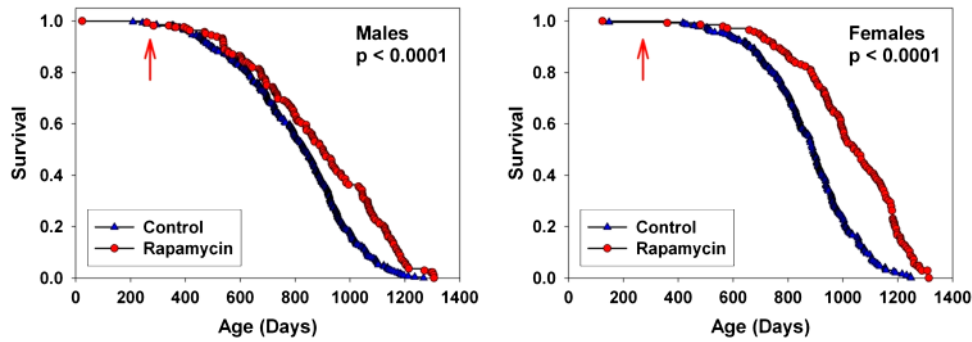 Males
p < 0.0001
1.0
0.8
0.6
0.4
0.2
0.0
Survival
Control
Rapamycin
0 200 400 600 800 1000 1200 1400
Age (Days)
Females
p < 0.0001
1.0
0.8
0.6
0.4
0.2
0.0
Survival
Control
Rapamycin
0 200 400 600 800 1000 1200 1400
Age (Days)